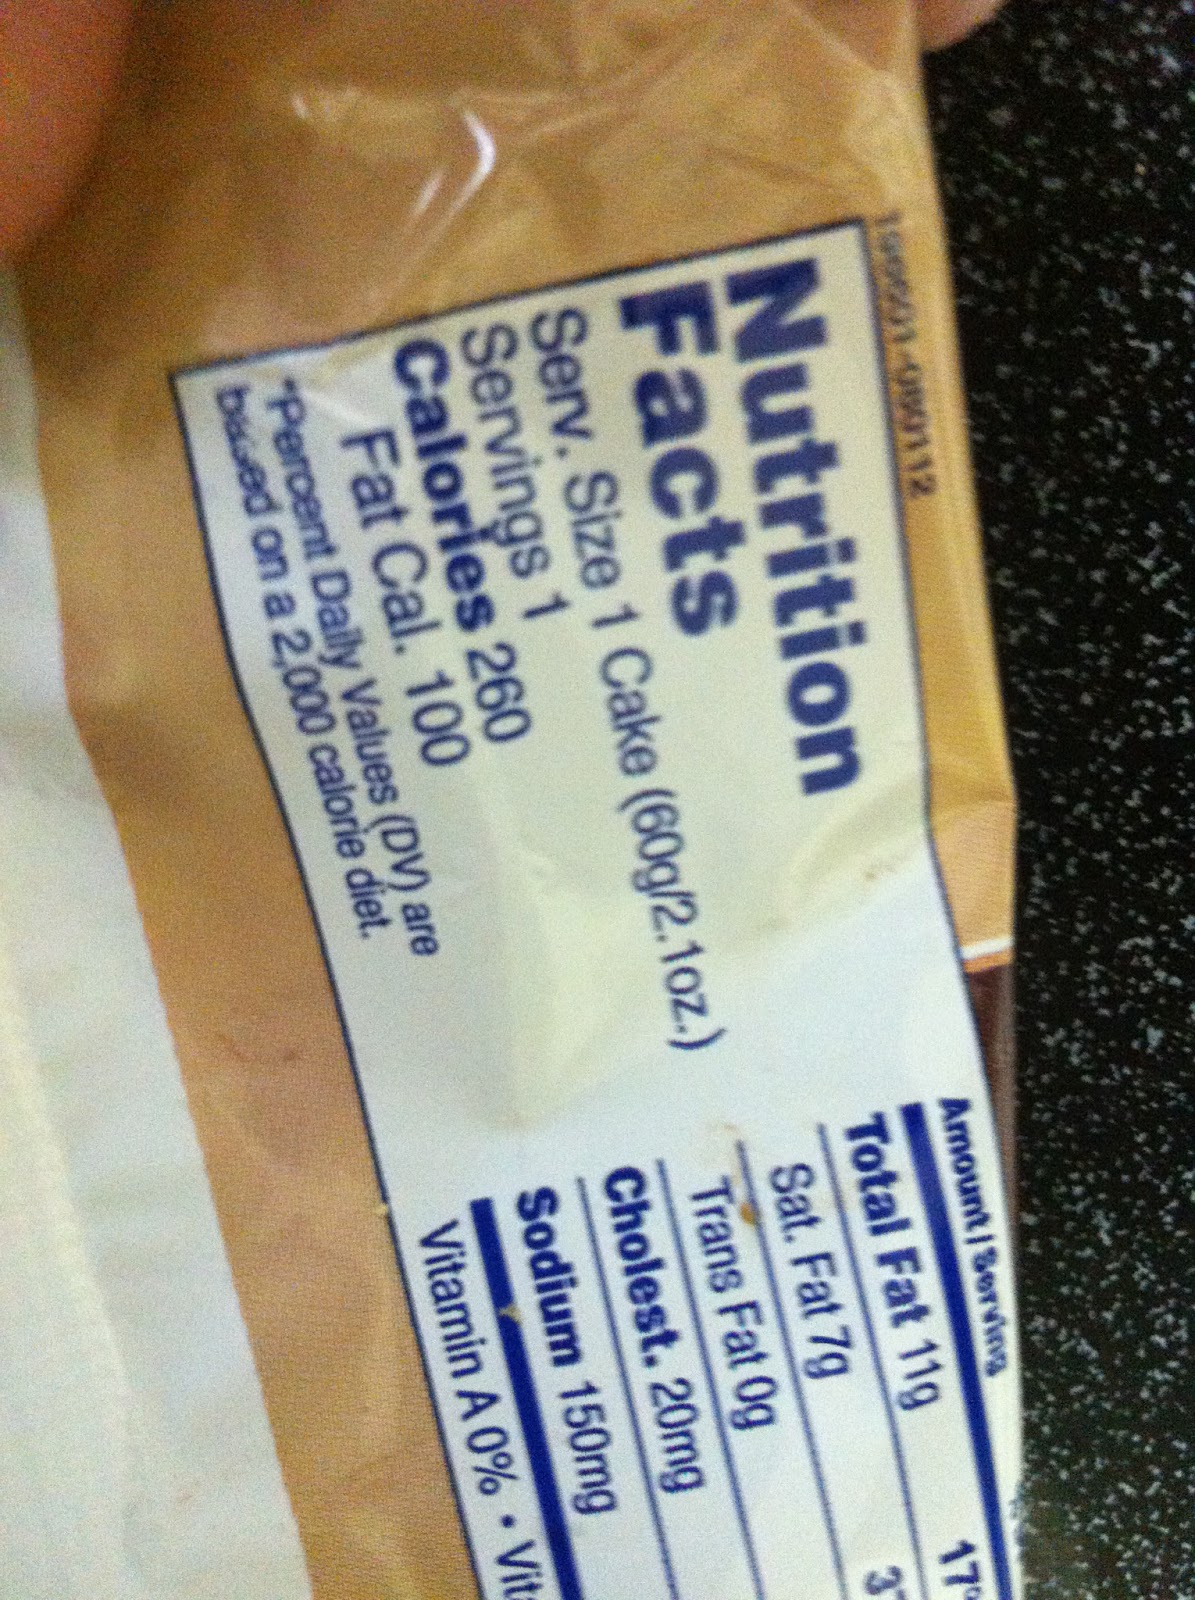 Nutrition
Facts
Serv. Size 1 Cake (60g/2.1oz.)
Servings 1
Calories 260
Fat Cal. 100
*Percent Daily Values (DV) are
based on a 2,000 calorie diet.
Amount / Serving
Total Fat 11g 17%
Sat. Fat 7g
Trans Fat 0g
Cholest. 20mg
Sodium 150mg
Vitamin A 0% •